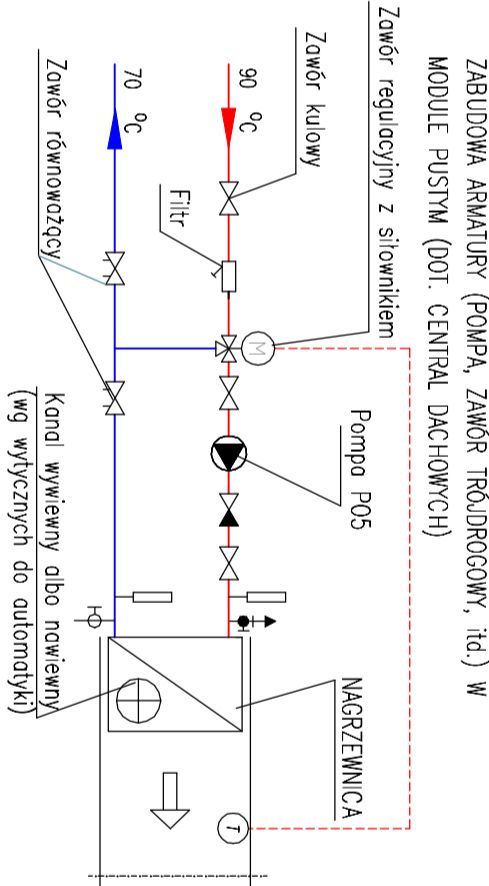 ZABUDOWA ARMATURY (POMPA, ZAWÓR TRÓJDROGOWY, itd.) W
MODULE PUSTYM (DOT. CENTRAL DACHOWYCH)
Zawór regulacyjny z siłownikiem
Zawór kulowy
90 °C
Filtr
M
Pompa P05
NAGRZEWNICA
T
70 °C
Zawór równoważący
Kanał wywiewny albo nawiewny
(wg wytycznych do automatyki)